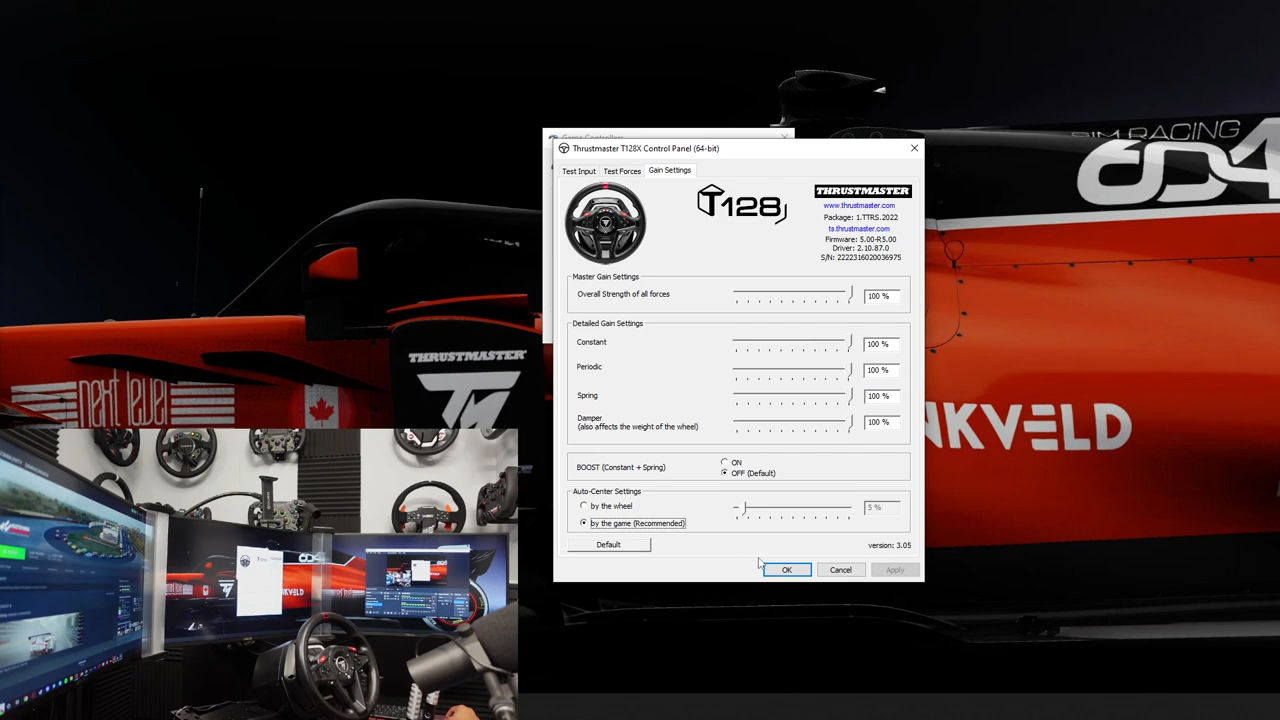 SIM RACING
604
THRUSTMASTER
next level
NKVELD
Game Controllers
Thrustmaster T128X Control Panel (64-bit)
Test Input
Test Forces
Gain Settings
T128
THRUSTMASTER
www.thrustmaster.com
Package: 1.TTRS.2022
ts.thrustmaster.com
Firmware: 5.00-R5.00
Driver: 2.10.87.0
S/N: 2222316020036975
Master Gain Settings
Overall Strength of all forces
100 %
Detailed Gain Settings
Constant
100 %
Periodic
100 %
Spring
100 %
Damper
(also affects the weight of the wheel)
100 %
BOOST (Constant + Spring)
ON
OFF (Default)
Auto-Center Settings
by the wheel
5 %
by the game (Recommended)
Default
version: 3.05
OK
Cancel
Apply